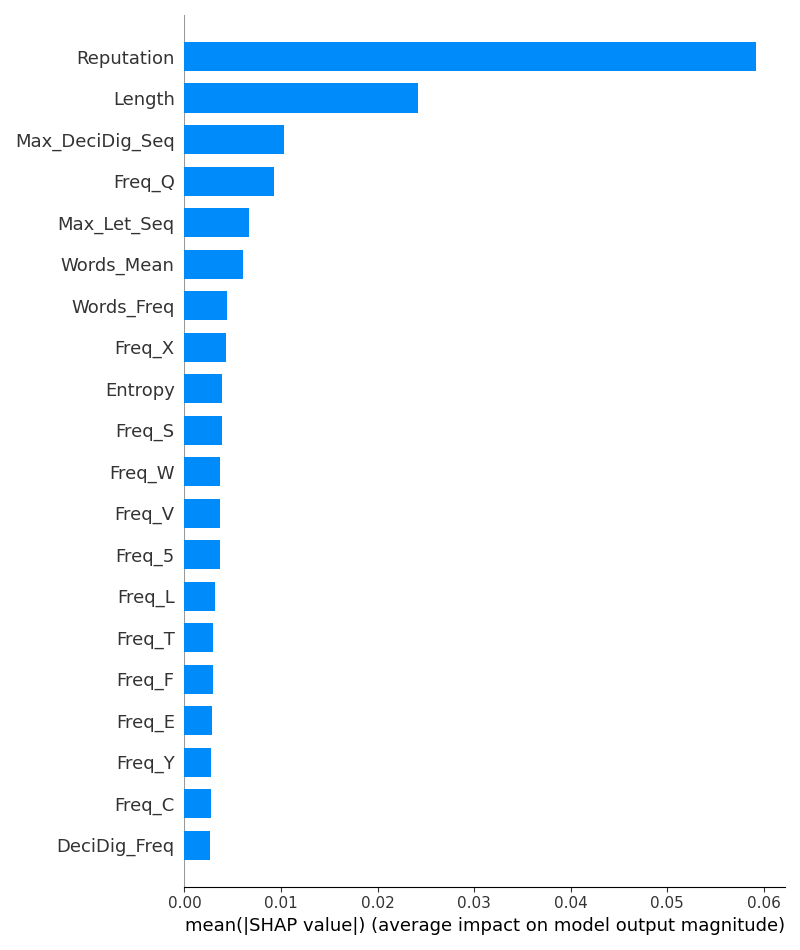 Reputation
Length
Max_DeciDig_Seq
Freq_Q
Max_Let_Seq
Words_Mean
Words_Freq
Freq_X
Entropy
Freq_S
Freq_W
Freq_V
Freq_5
Freq_L
Freq_T
Freq_F
Freq_E
Freq_Y
Freq_C
DeciDig_Freq
0.00 0.01 0.02 0.03 0.04 0.05 0.06
mean(|SHAP value|) (average impact on model output magnitude)